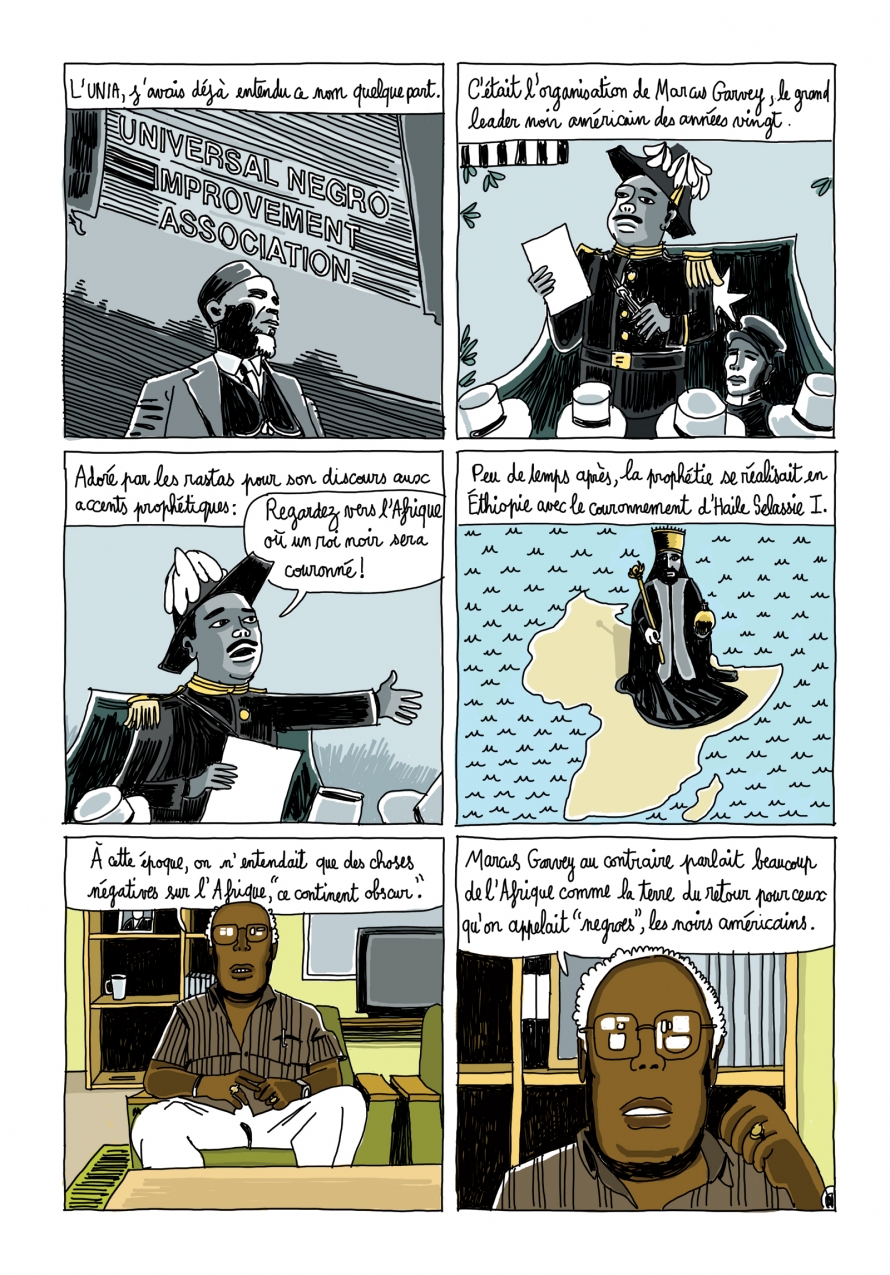 L'UNIA, j'avais déjà entendu ce nom quelque part.
UNIVERSAL NEGRO
IMPROVEMENT
ASSOCIATION
C'était l'organisation de Marcus Garvey, le grand
leader noir américain des années vingt.
Adoré par les rastas pour son discours aux
accents prophétiques :
Regardez vers l'Afrique
où un roi noir sera
couronné !
Peu de temps après, la prophétie se réalisait en
Éthiopie avec le couronnement d'Haile Selassie I.
À cette époque, on n'entendait que des choses
négatives sur l'Afrique, "ce continent obscur".
Marcus Garvey au contraire parlait beaucoup
de l'Afrique comme la terre du retour pour ceux
qu'on appelait "negroes", les noirs américains.